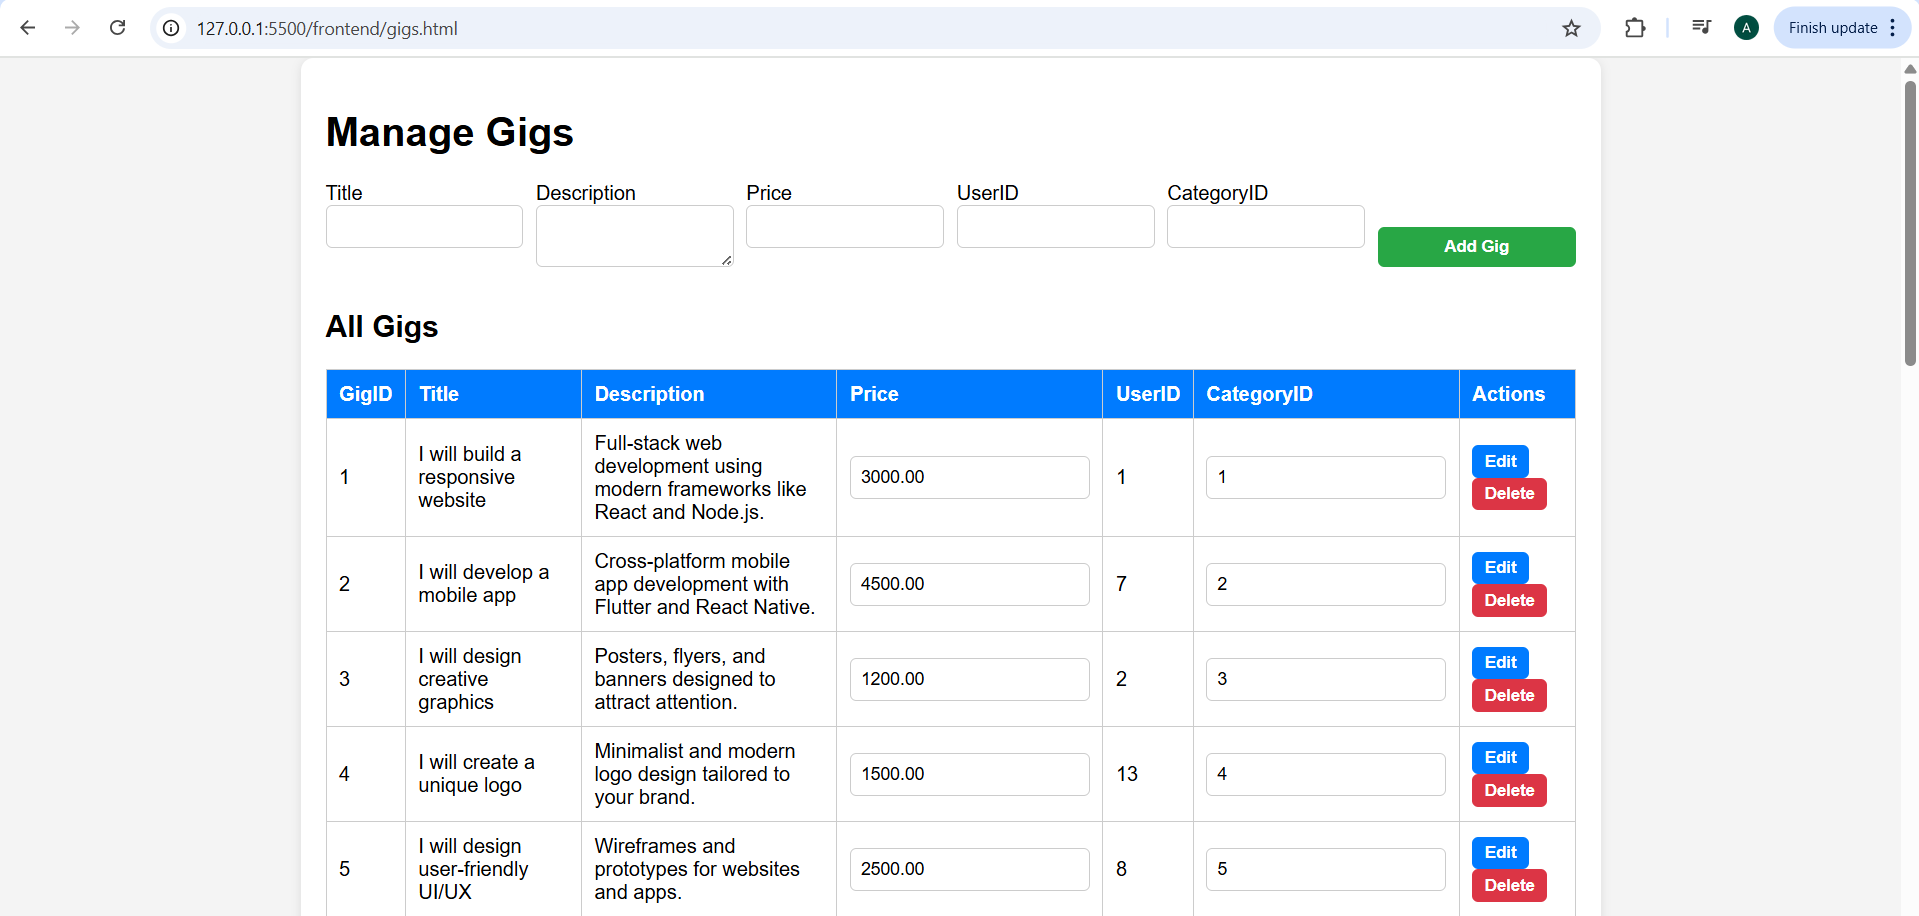 127.0.0.1:5500/frontend/gigs.html
A
Finish update
Manage Gigs
Title
Description
Price
UserID
CategoryID
Add Gig
All Gigs
GigID
Title
Description
Price
UserID
CategoryID
Actions
1
I will build a
responsive
website
Full-stack web
development using
modern frameworks like
React and Node.js.
3000.00
1
1
Edit
Delete
2
I will develop a
mobile app
Cross-platform mobile
app development with
Flutter and React Native.
4500.00
7
2
Edit
Delete
3
I will design
creative
graphics
Posters, flyers, and
banners designed to
attract attention.
1200.00
2
3
Edit
Delete
4
I will create a
unique logo
Minimalist and modern
logo design tailored to
your brand.
1500.00
13
4
Edit
Delete
5
I will design
user-friendly
UI/UX
Wireframes and
prototypes for websites
and apps.
2500.00
8
5
Edit
Delete